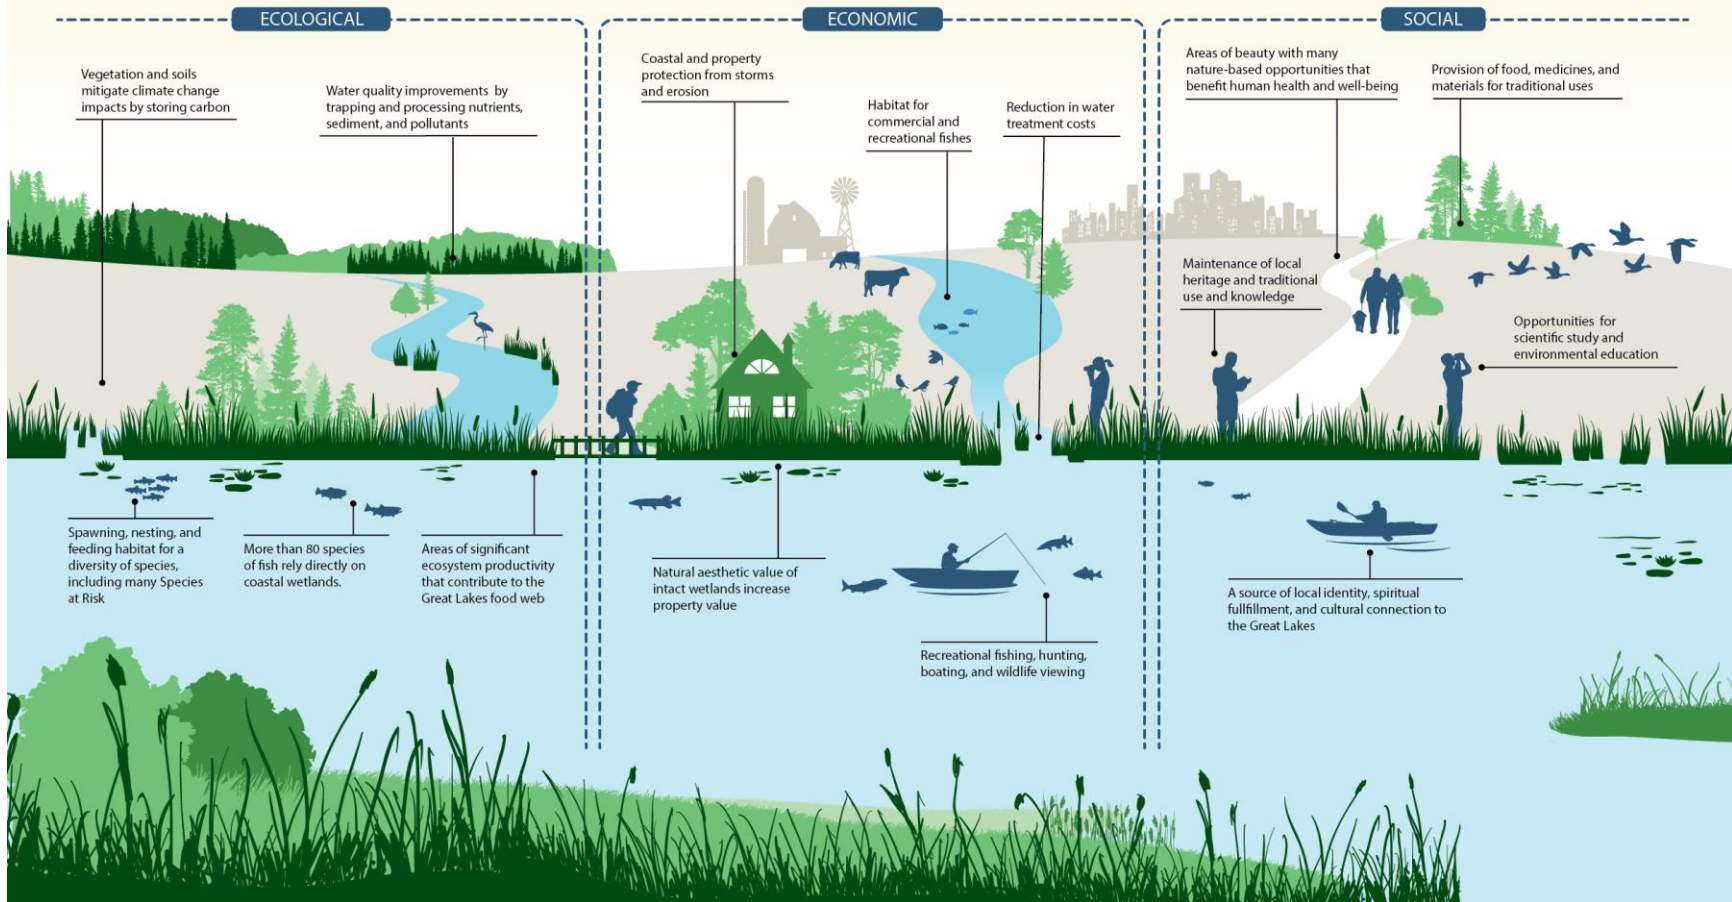 ECOLOGICAL
Vegetation and soils
mitigate climate change
impacts by storing carbon
Water quality improvements by
trapping and processing nutrients,
sediment, and pollutants
Spawning, nesting, and
feeding habitat for a
diversity of species,
including many Species
at Risk
More than 80 species
of fish rely directly on
coastal wetlands.
Areas of significant
ecosystem productivity
that contribute to the
Great Lakes food web
ECONOMIC
Coastal and property
protection from storms
and erosion
Habitat for
commercial and
recreational fishes
Reduction in water
treatment costs
Natural aesthetic value of
intact wetlands increase
property value
Recreational fishing, hunting,
boating, and wildlife viewing
SOCIAL
Areas of beauty with many
nature-based opportunities that
benefit human health and well-being
Provision of food, medicines, and
materials for traditional uses
Maintenance of local
heritage and traditional
use and knowledge
Opportunities for
scientific study and
environmental education
A source of local identity, spiritual
fullfillment, and cultural connection to
the Great Lakes